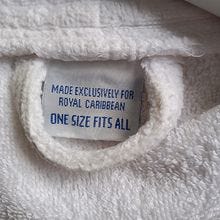 MADE EXCLUSIVELY FOR
ROYAL CARIBBEAN
ONE SIZE FITS ALL